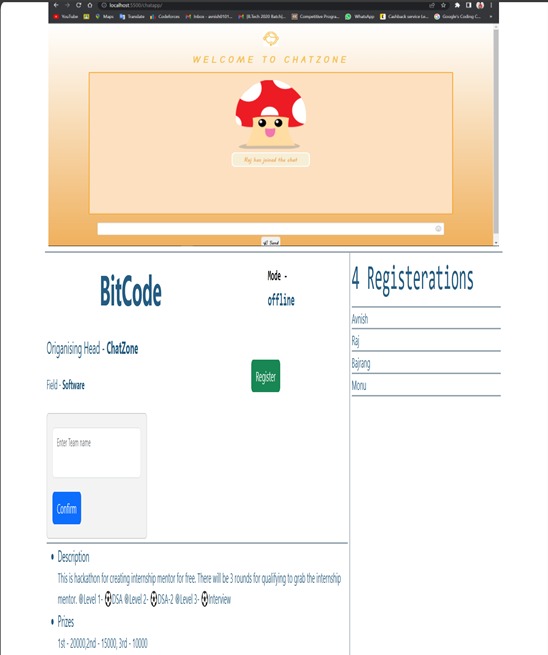 localhost:5500/chatapp/
YouTube
Maps
Translate
Codeforces
[B.Tech 2020 Batch]...
Competitive Progra...
WhatsApp
Cashback service Le...
Google's Coding C...
WELCOME TO CHATZONE
Raj has joined the chat
Send
BitCode
Mode -
offline
Origanising Head - ChatZone
Register
Field - Software
Enter Team name
Confirm
Description
This is hackathon for creating internship mentor for free. There will be 3 rounds for qualifying to grab the internship
mentor. @Level 1- DSA @Level 2- DSA-2 @Level 3- Interview
Prizes
1st - 20000,2nd - 15000, 3rd - 10000
4 Registerations
Avnish
Raj
Bajrang
Monu